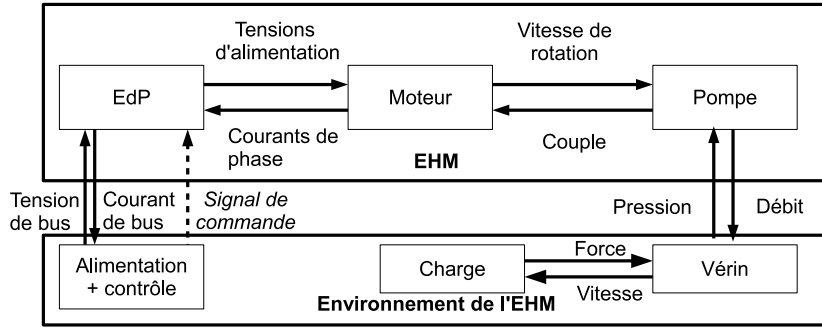 Tensions
d'alimentation
Vitesse de
rotation
EdP
Moteur
Pompe
Courants de
phase
EHM
Couple
Tension
de bus
Courant
de bus
Signal de
commande
Pression
Débit
Alimentation
+ contrôle
Charge
Force
Vitesse
Vérin
Environnement de l'EHM